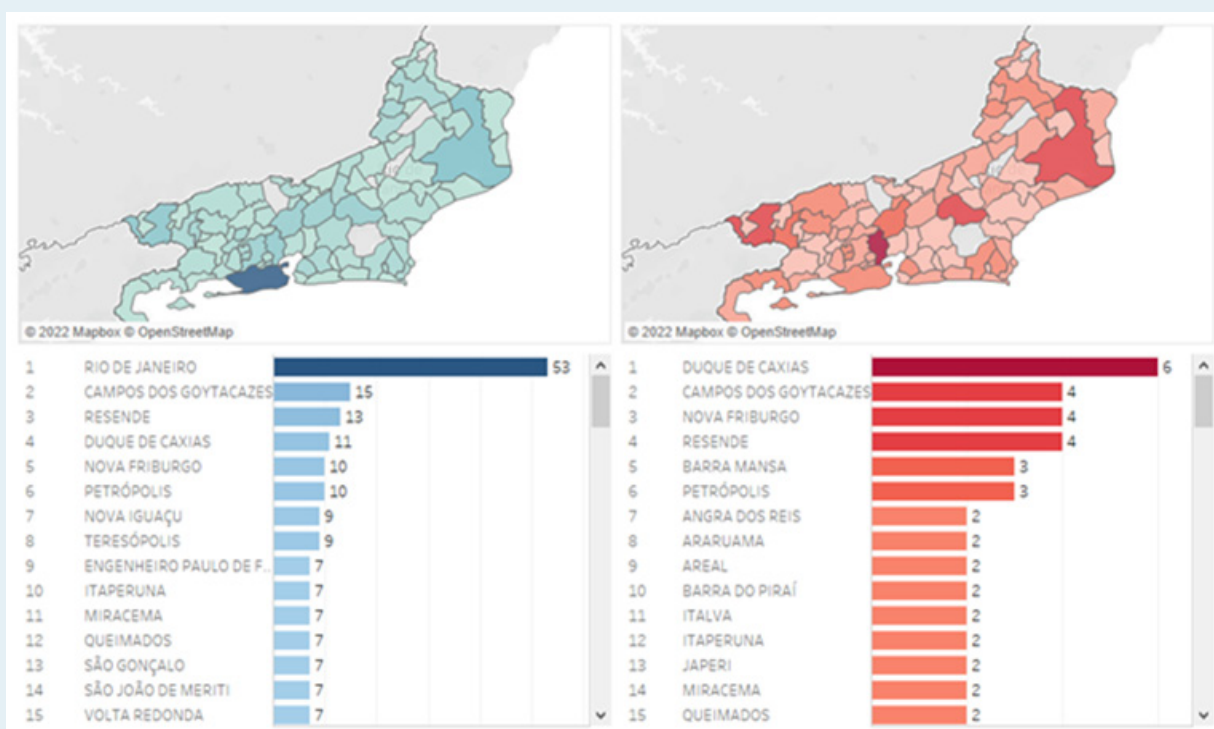 © 2022 Mapbox © OpenStreetMap
1 RIO DE JANEIRO 53
2 CAMPOS DOS GOYTACAZES 15
3 RESENDE 13
4 DUQUE DE CAXIAS 11
5 NOVA FRIBURGO 10
6 PETRÓPOLIS 10
7 NOVA IGUAÇU 9
8 TERESÓPOLIS 9
9 ENGENHEIRO PAULO DE F... 7
10 ITAPERUNA 7
11 MIRACEMA 7
12 QUEIMADOS 7
13 SÃO GONÇALO 7
14 SÃO JOÃO DE MERITI 7
15 VOLTA REDONDA 7
© 2022 Mapbox © OpenStreetMap
1 DUQUE DE CAXIAS 6
2 CAMPOS DOS GOYTACAZES 4
3 NOVA FRIBURGO 4
4 RESENDE 4
5 BARRA MANSA 3
6 PETRÓPOLIS 3
7 ANGRA DOS REIS 2
8 ARARUAMA 2
9 AREAL 2
10 BARRA DO PIRAÍ 2
11 ITALVA 2
12 ITAPERUNA 2
13 JAPERI 2
14 MIRACEMA 2
15 QUEIMADOS 2